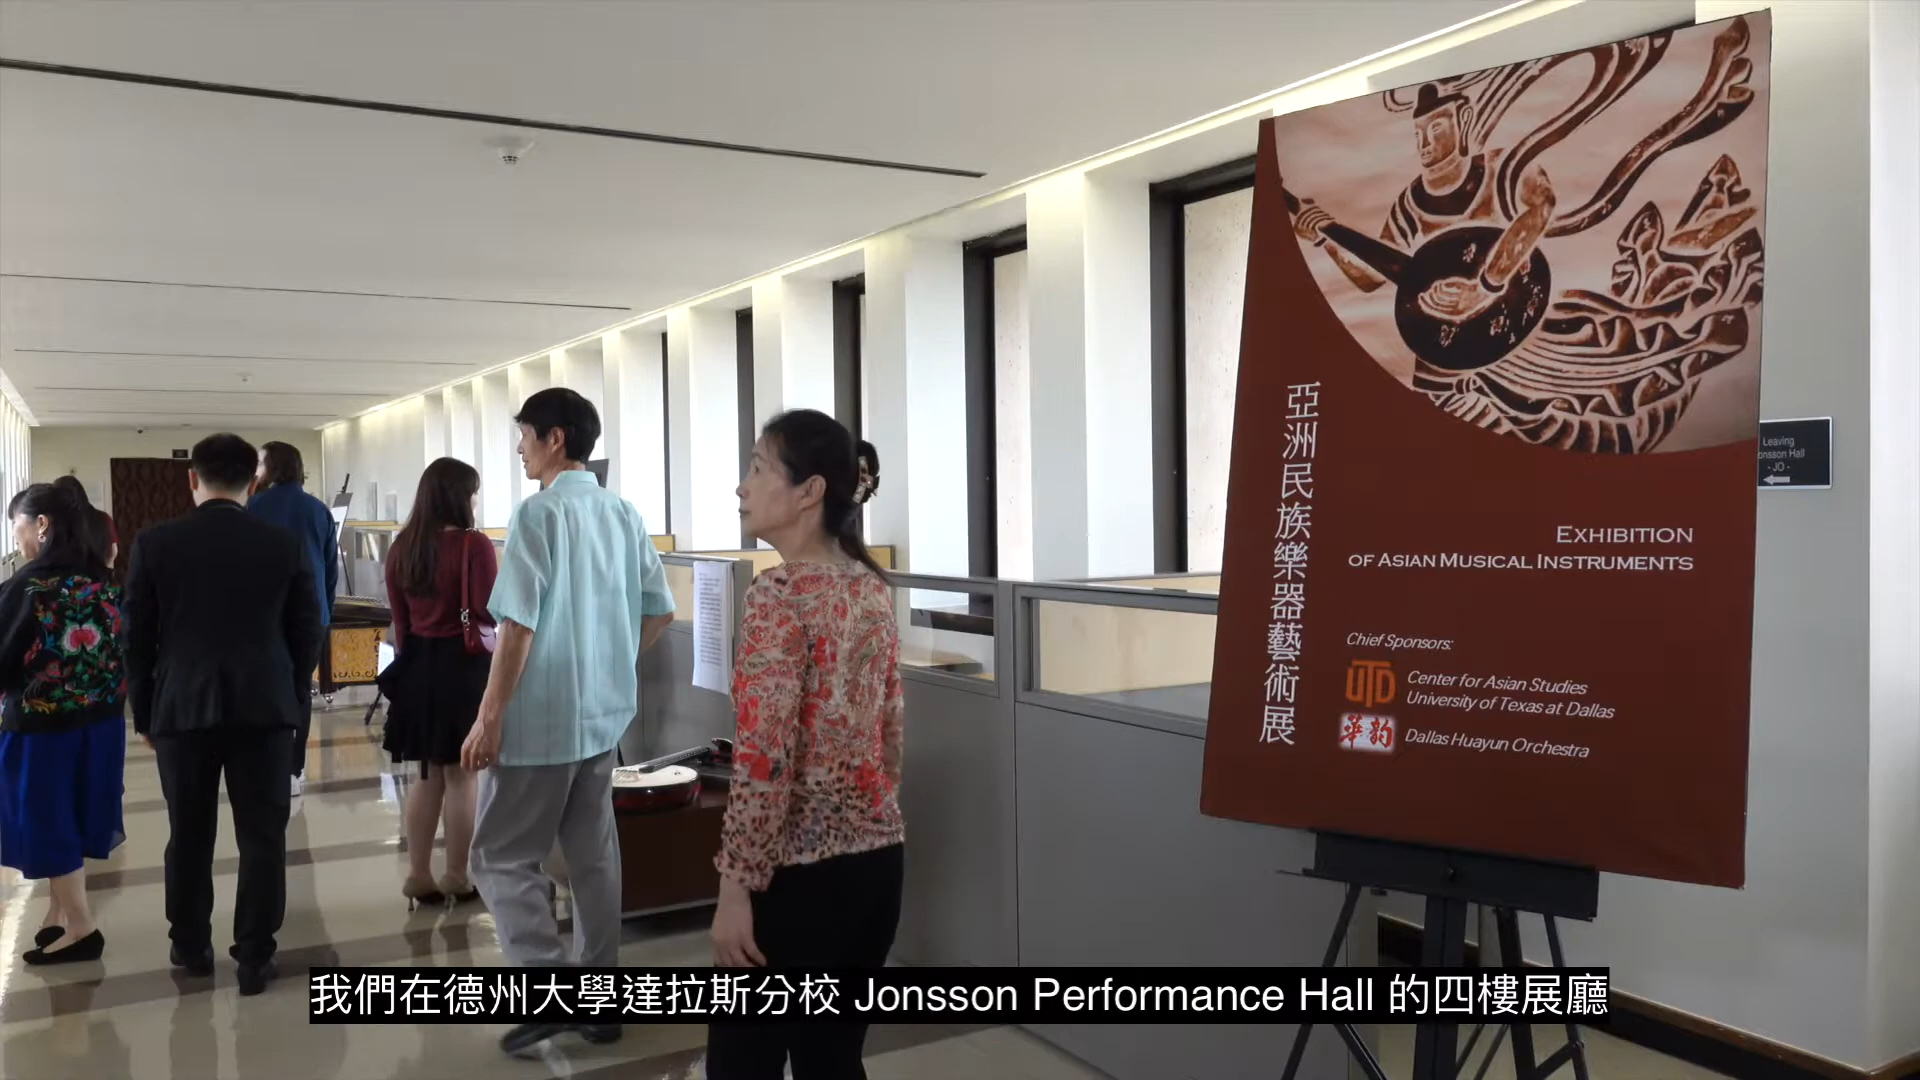 亞洲民族樂器藝術展
EXHIBITION
OF ASIAN MUSICAL INSTRUMENTS
Chief Sponsors:
UTD
Center for Asian Studies
University of Texas at Dallas
華韵
Dallas Huayun Orchestra
Leaving
onsson Hall
- JO -
我們在德州大學達拉斯分校 Jonsson Performance Hall 的四樓展廳